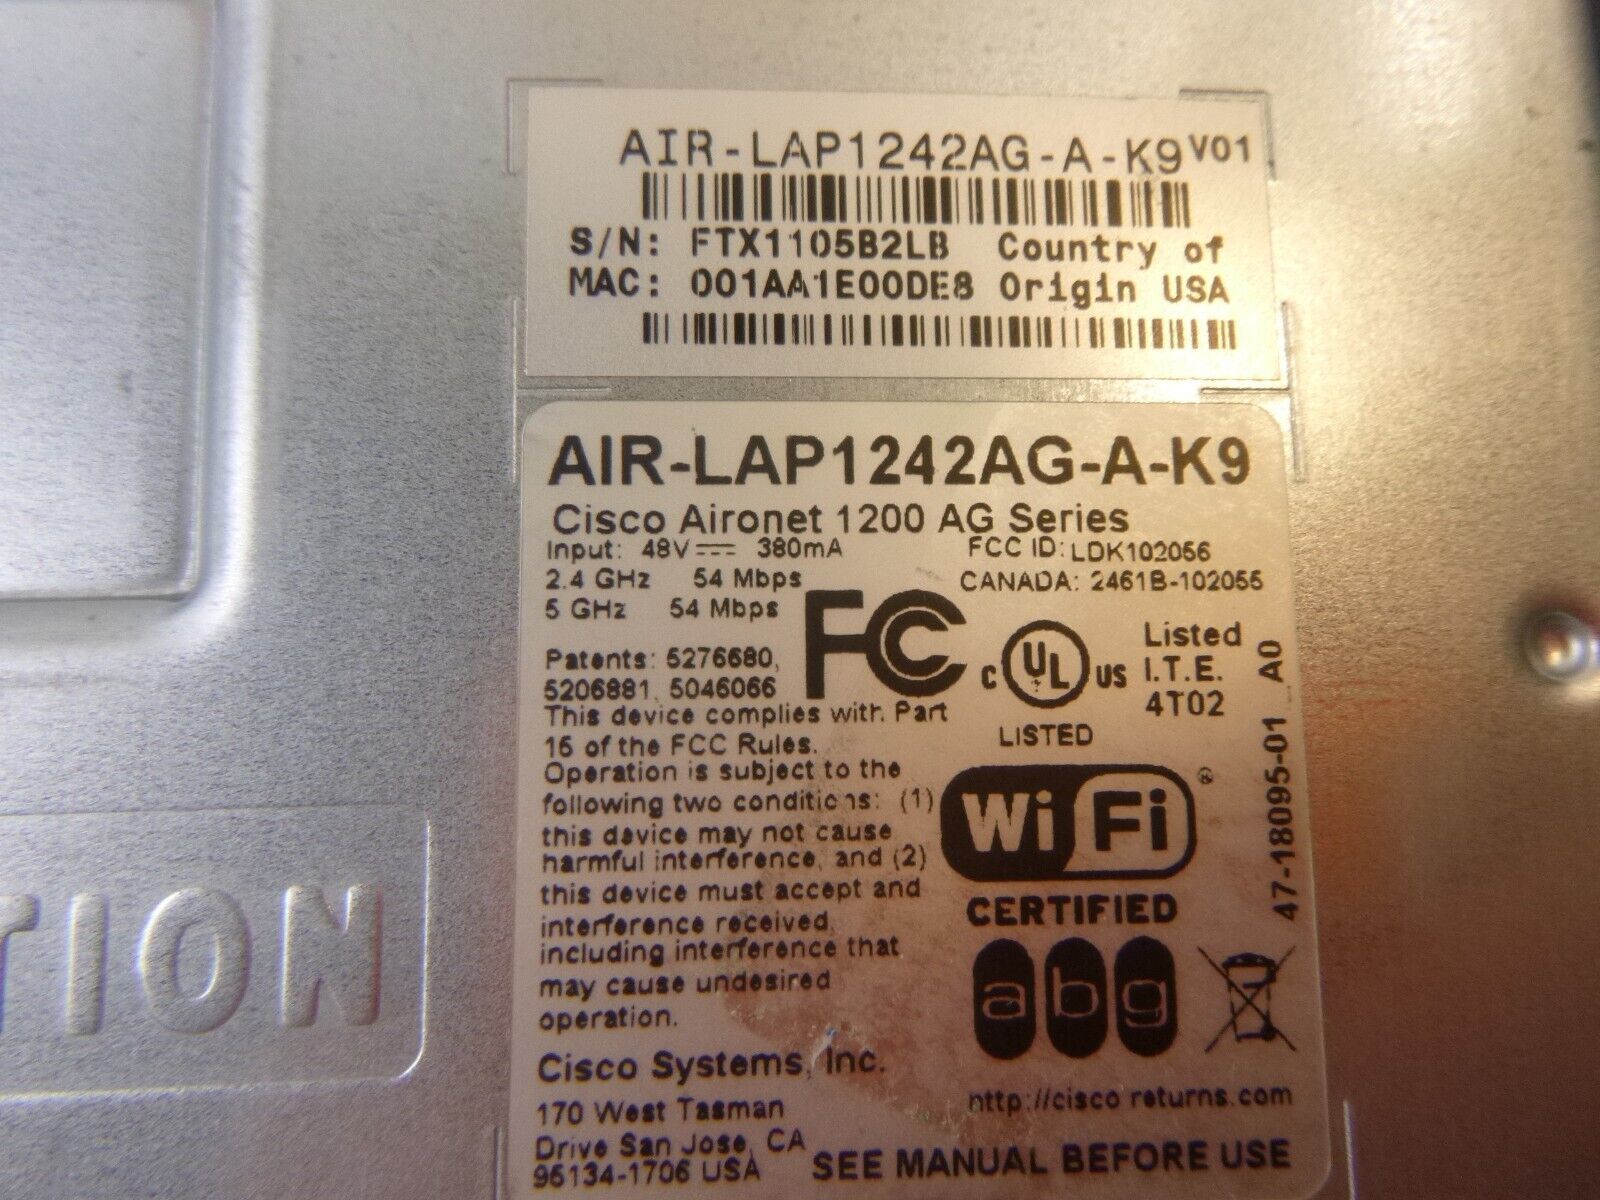 AIR-LAP1242AG-A-K9 V01
S/N: FTX1105B2LB Country of
MAC: 001AA1E00DE8 Origin USA
AIR-LAP1242AG-A-K9
Cisco Aironet 1200 AG Series
Input: 48V 380mA FCC ID: LDK102056
2.4 GHz 54 Mbps CANADA: 2461B-102056
5 GHz 54 Mbps
FC
Patents: 5276680,
5206881, 5046066
C UL US
LISTED
Listed
I.T.E.
4T02
47-18095-01 A0
This device complies with Part
15 of the FCC Rules.
Operation is subject to the
following two conditions: (1)
this device may not cause
harmful interference, and (2)
this device must accept and
interference received,
including interference that
may cause undesired
operation.
Wi Fi ®
CERTIFIED
a b g
Cisco Systems, Inc.
170 West Tasman
Drive San Jose, CA
95134-1706 USA
http://cisco returns.com
SEE MANUAL BEFORE USE
TION